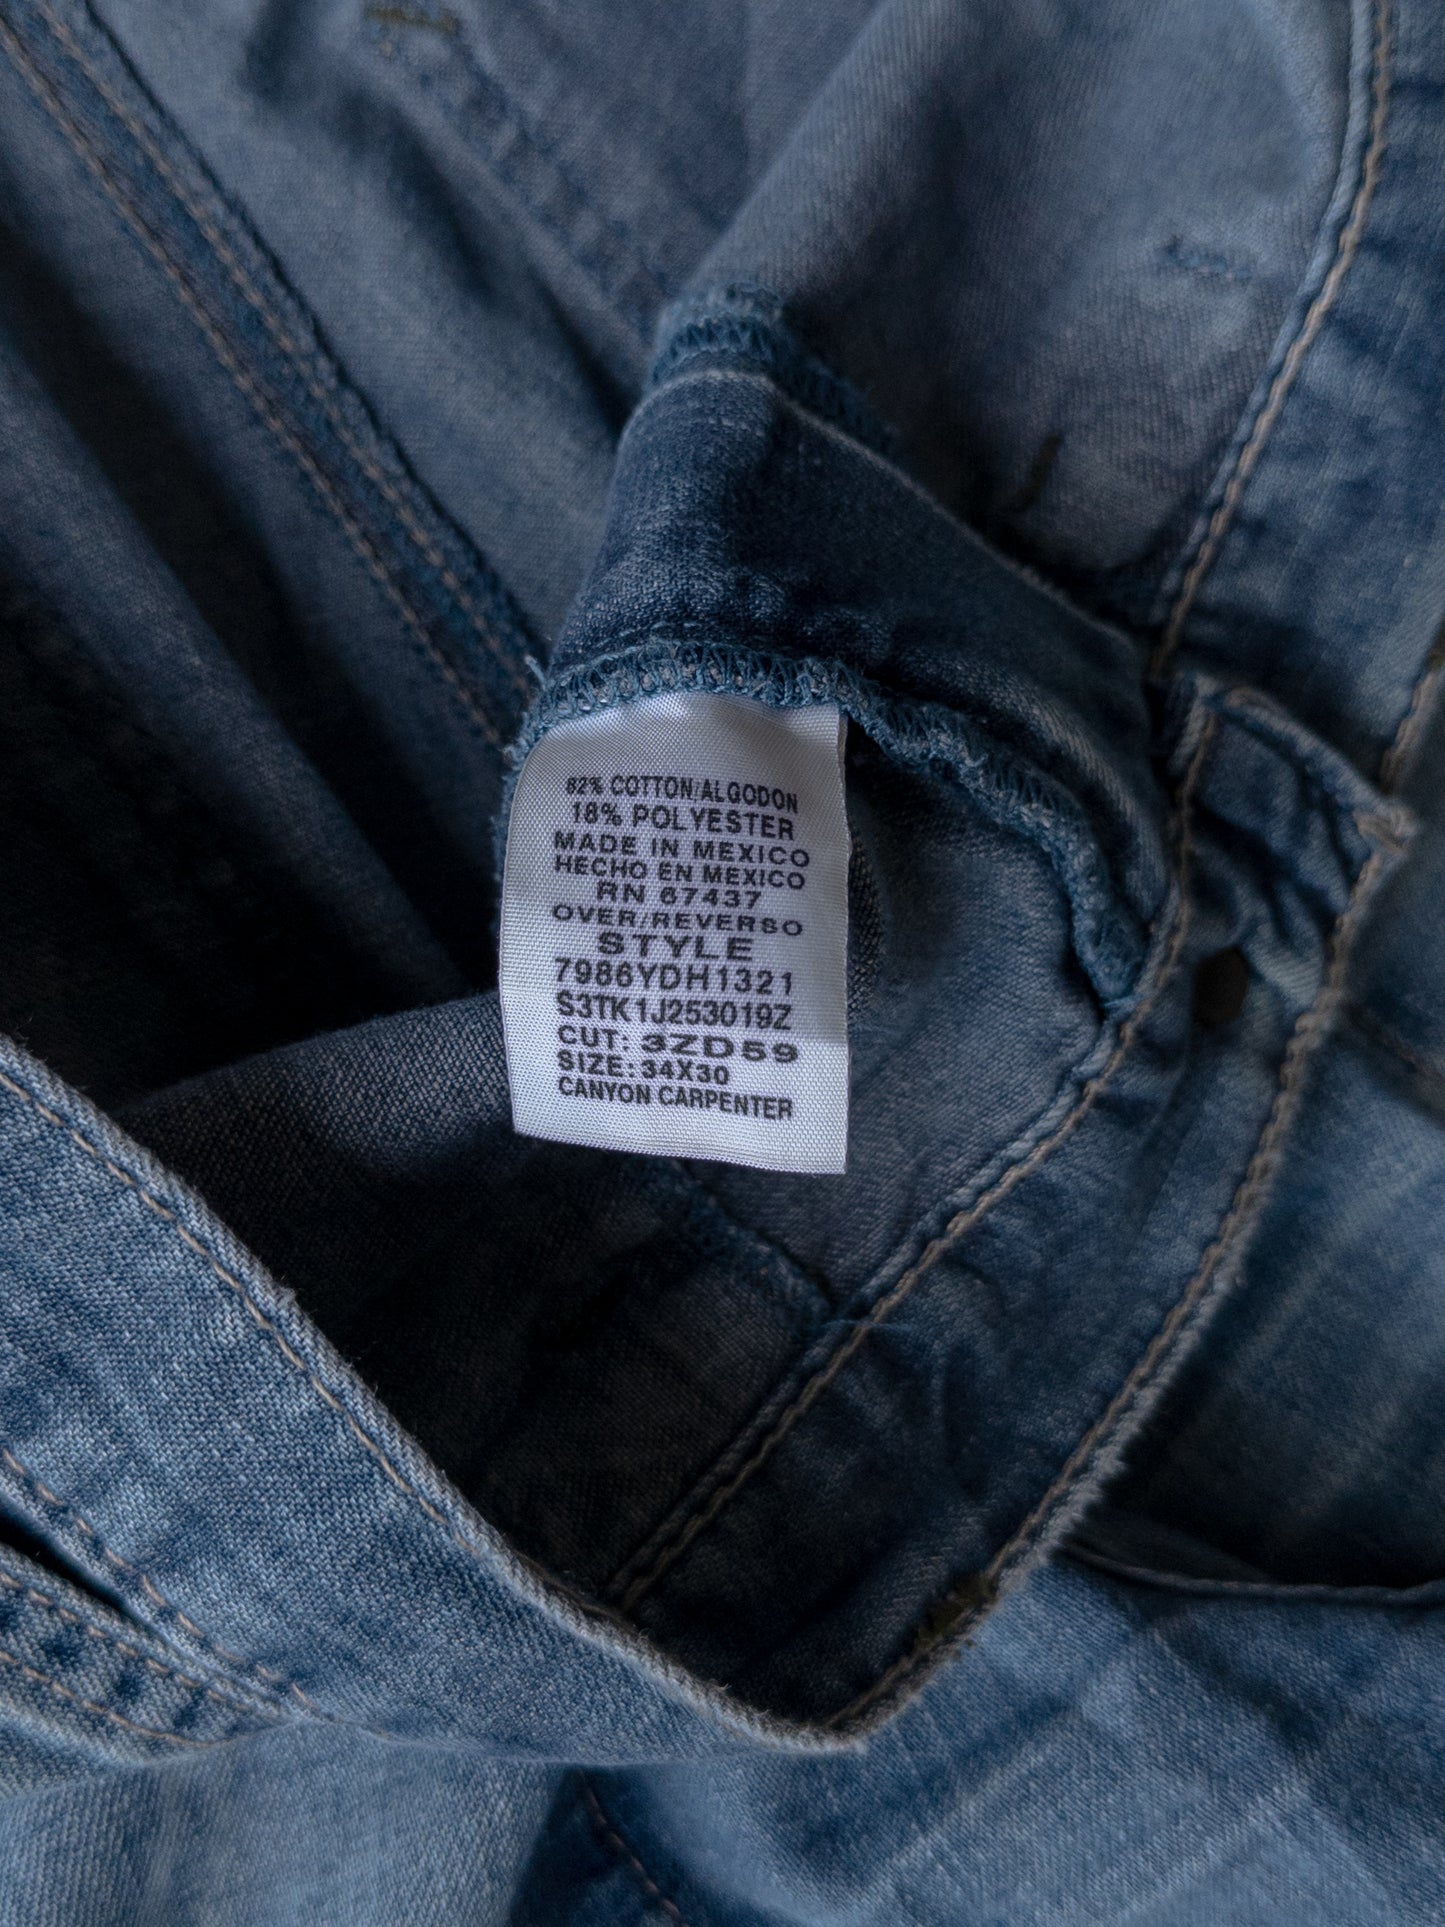 82% COTTON/ALGODON
18% POLYESTER
MADE IN MEXICO
HECHO EN MEXICO
RN 67437
OVER/REVERSO
STYLE
7986YDH1321
S3TK1J253019Z
CUT: 3ZD59
SIZE: 34X30
CANYON CARPENTER